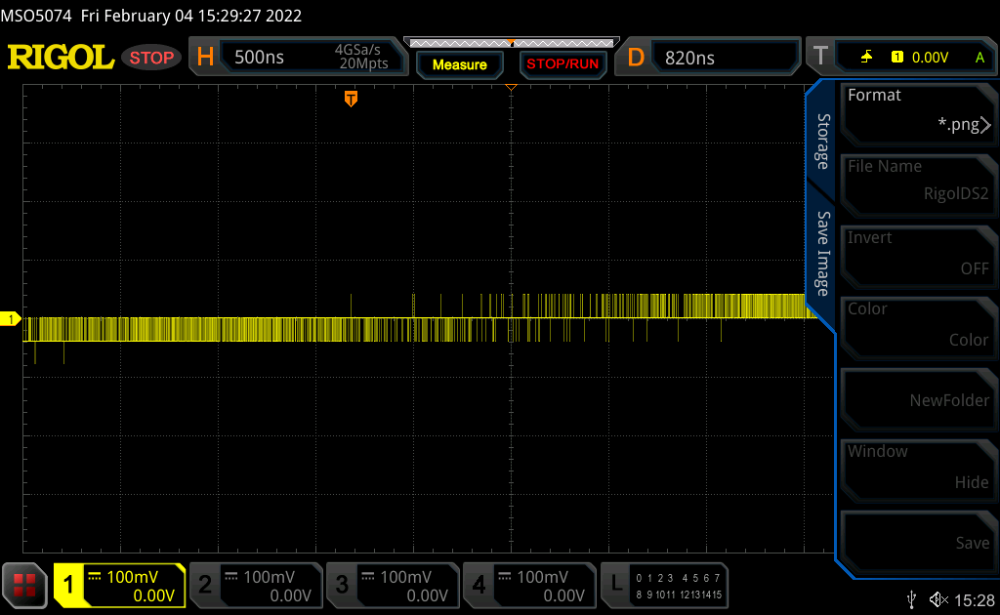 MSO5074 Fri February 04 15:29:27 2022
RIGOL STOP H 500ns 4GSa/s 20Mpts Measure STOP/RUN D 820ns T 1 0.00V A
T
Format
*.png
Storage
File Name
RigolDS2
Save Image
Invert
OFF
1
Color
Color
NewFolder
Window
Hide
Save
1 100mV 0.00V 2 100mV 0.00V 3 100mV 0.00V 4 100mV 0.00V L 0 1 2 3 4 5 6 7
8 9 10 11 12 13 14 15
15:28